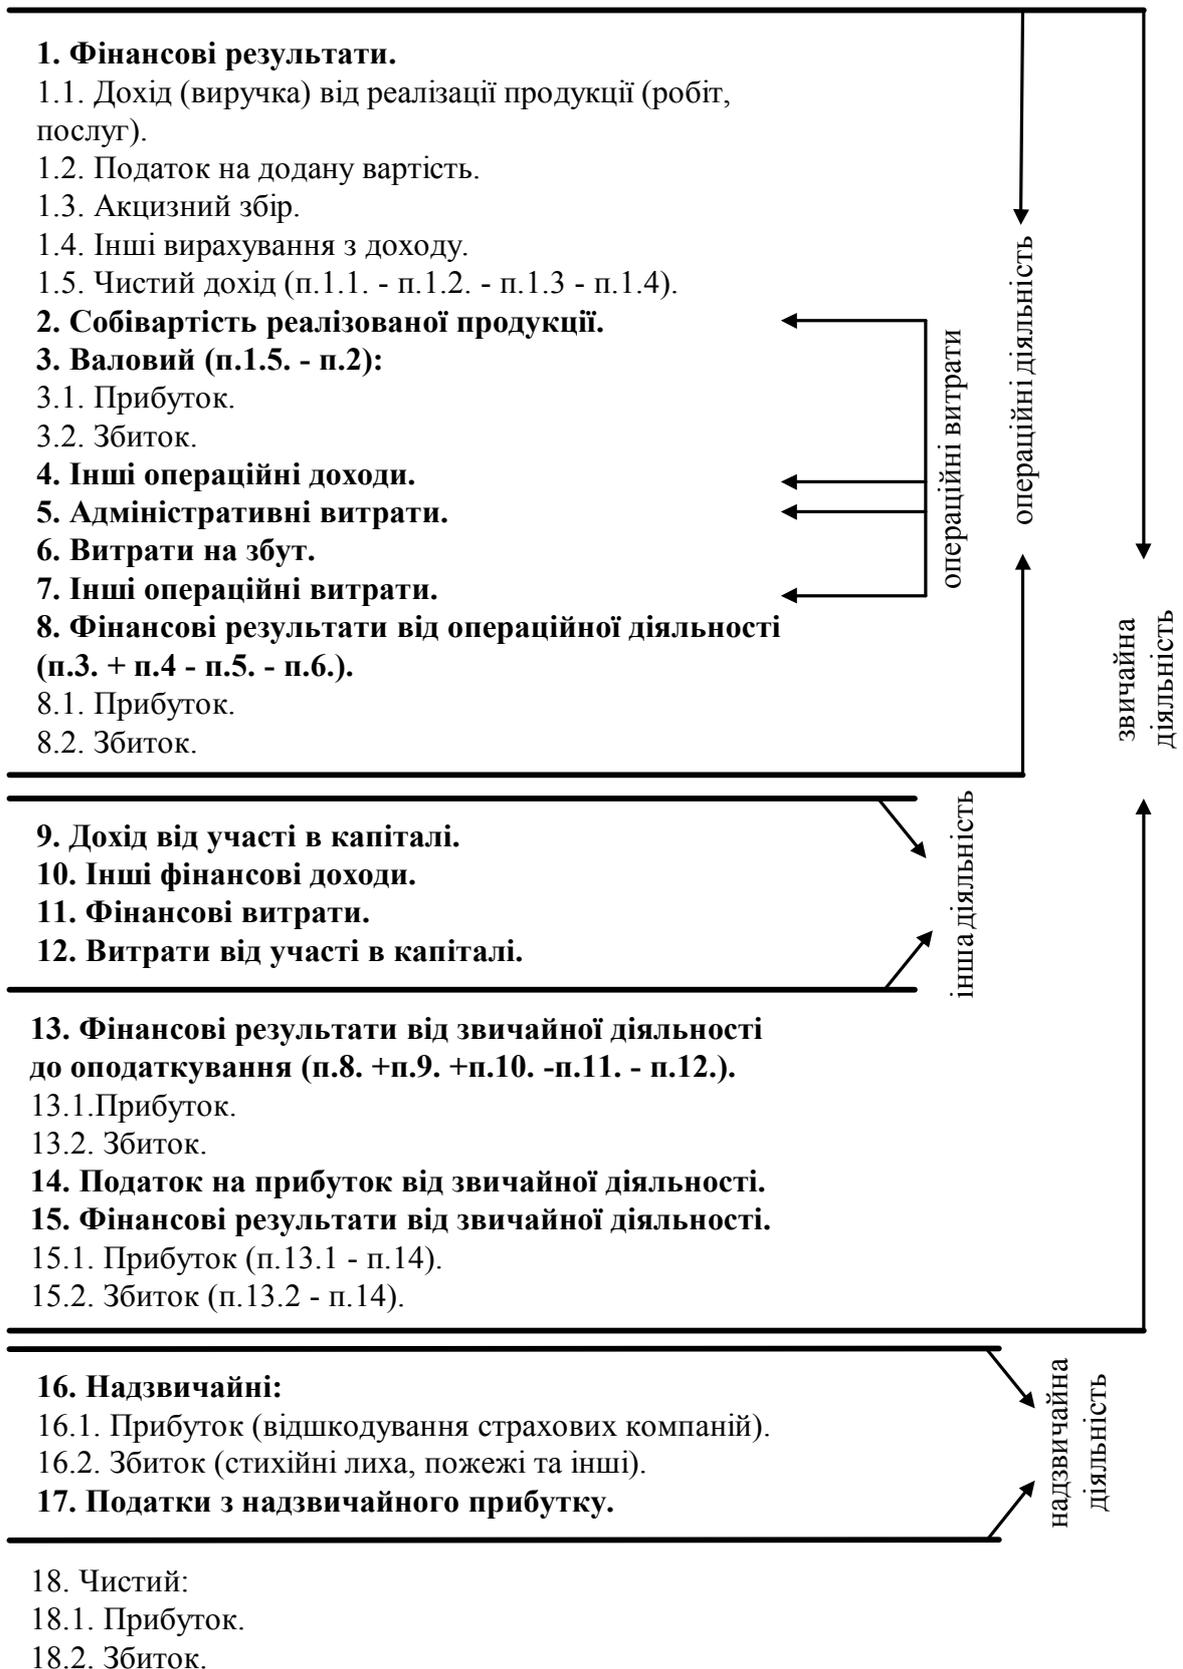 1. Фінансові результати.
1.1. Дохід (виручка) від реалізації продукції (робіт,
послуг).
1.2. Податок на додану вартість.
1.3. Акцизний збір.
1.4. Інші вирахування з доходу.
1.5. Чистий дохід (п.1.1. - п.1.2. - п.1.3 - п.1.4).
2. Собівартість реалізованої продукції.
3. Валовий (п.1.5. - п.2):
3.1. Прибуток.
3.2. Збиток.
4. Інші операційні доходи.
5. Адміністративні витрати.
6. Витрати на збут.
7. Інші операційні витрати.
8. Фінансові результати від операційної діяльності
(п.3. + п.4 - п.5. - п.6.).
8.1. Прибуток.
8.2. Збиток.
операційні витрати
операційні діяльність
звичайна
діяльність
9. Дохід від участі в капіталі.
10. Інші фінансові доходи.
11. Фінансові витрати.
12. Витрати від участі в капіталі.
інша діяльність
13. Фінансові результати від звичайної діяльності
до оподаткування (п.8. +п.9. +п.10. -п.11. - п.12.).
13.1.Прибуток.
13.2. Збиток.
14. Податок на прибуток від звичайної діяльності.
15. Фінансові результати від звичайної діяльності.
15.1. Прибуток (п.13.1 - п.14).
15.2. Збиток (п.13.2 - п.14).
16. Надзвичайні:
16.1. Прибуток (відшкодування страхових компаній).
16.2. Збиток (стихійні лиха, пожежі та інші).
17. Податки з надзвичайного прибутку.
надзвичайна
діяльність
18. Чистий:
18.1. Прибуток.
18.2. Збиток.